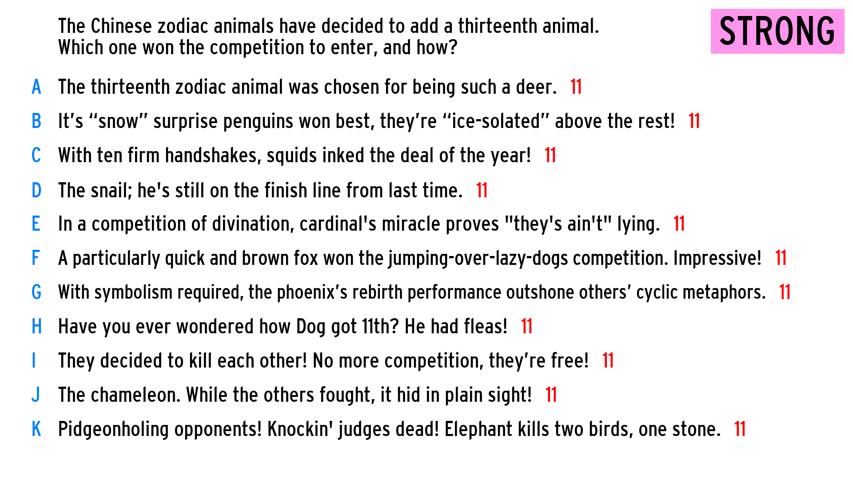 The Chinese zodiac animals have decided to add a thirteenth animal.
Which one won the competition to enter, and how?
STRONG
A The thirteenth zodiac animal was chosen for being such a deer. 11
B It's “snow” surprise penguins won best, they're “ice-solated” above the rest! 11
C With ten firm handshakes, squids inked the deal of the year! 11
D The snail; he's still on the finish line from last time. 11
E In a competition of divination, cardinal's miracle proves "they's ain't" lying. 11
F A particularly quick and brown fox won the jumping-over-lazy-dogs competition. Impressive! 11
G With symbolism required, the phoenix's rebirth performance outshone others' cyclic metaphors. 11
H Have you ever wondered how Dog got 11th? He had fleas! 11
I They decided to kill each other! No more competition, they're free! 11
J The chameleon. While the others fought, it hid in plain sight! 11
K Pidgeonholing opponents! Knockin' judges dead! Elephant kills two birds, one stone. 11